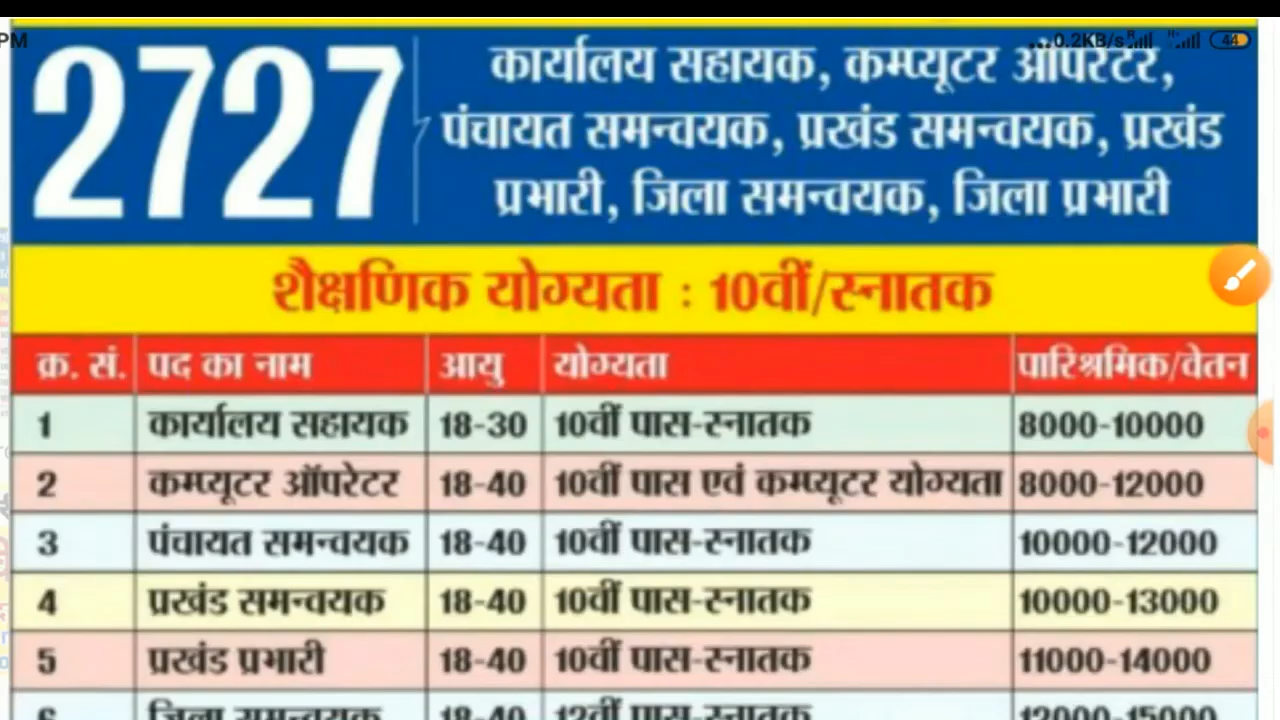 PM
...0.2KB/s R H+ 44
2727
कार्यालय सहायक, कम्प्यूटर ऑपरेटर,
पंचायत समन्वयक, प्रखंड समन्वयक, प्रखंड
प्रभारी, जिला समन्वयक, जिला प्रभारी
शैक्षणिक योग्यता : 10वीं/स्नातक
क्र. सं. पद का नाम आयु योग्यता पारिश्रमिक/वेतन
1 कार्यालय सहायक 18-30 10वीं पास-स्नातक 8000-10000
2 कम्प्यूटर ऑपरेटर 18-40 10वीं पास एवं कम्प्यूटर योग्यता 8000-12000
3 पंचायत समन्वयक 18-40 10वीं पास-स्नातक 10000-12000
4 प्रखंड समन्वयक 18-40 10वीं पास-स्नातक 10000-13000
5 प्रखंड प्रभारी 18-40 10वीं पास-स्नातक 11000-14000
6 जिला समन्वयक 18-40 12वीं पास-स्नातक 12000-15000